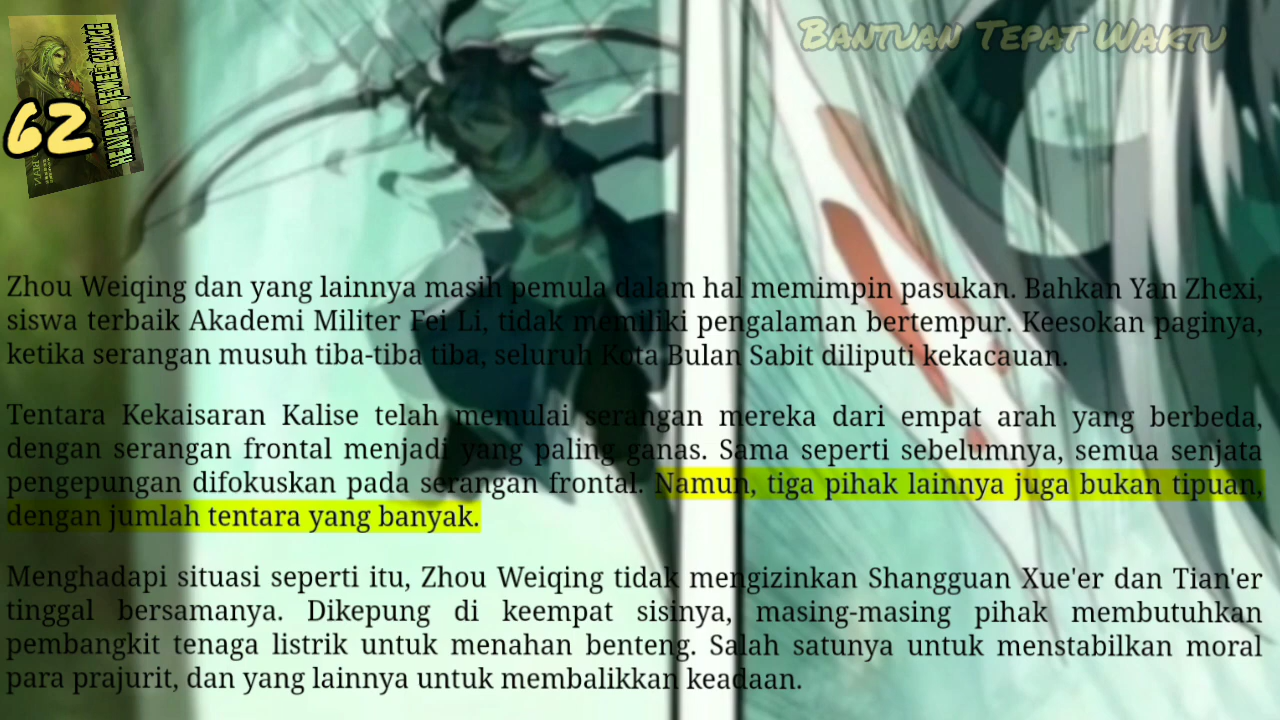 Bantuan Tepat Waktu
HEAVENLY JEWEL CHANGE
62
Zhou Weiqing dan yang lainnya masih pemula dalam hal memimpin pasukan. Bahkan Yan Zhexi,
siswa terbaik Akademi Militer Fei Li, tidak memiliki pengalaman bertempur. Keesokan paginya,
ketika serangan musuh tiba-tiba tiba, seluruh Kota Bulan Sabit diliputi kekacauan.
Tentara Kekaisaran Kalise telah memulai serangan mereka dari empat arah yang berbeda,
dengan serangan frontal menjadi yang paling ganas. Sama seperti sebelumnya, semua senjata
pengepungan difokuskan pada serangan frontal. Namun, tiga pihak lainnya juga bukan tipuan,
dengan jumlah tentara yang banyak.
Menghadapi situasi seperti itu, Zhou Weiqing tidak mengizinkan Shangguan Xue'er dan Tian'er
tinggal bersamanya. Dikepung di keempat sisinya, masing-masing pihak membutuhkan
pembangkit tenaga listrik untuk menahan benteng. Salah satunya untuk menstabilkan moral
para prajurit, dan yang lainnya untuk membalikkan keadaan.